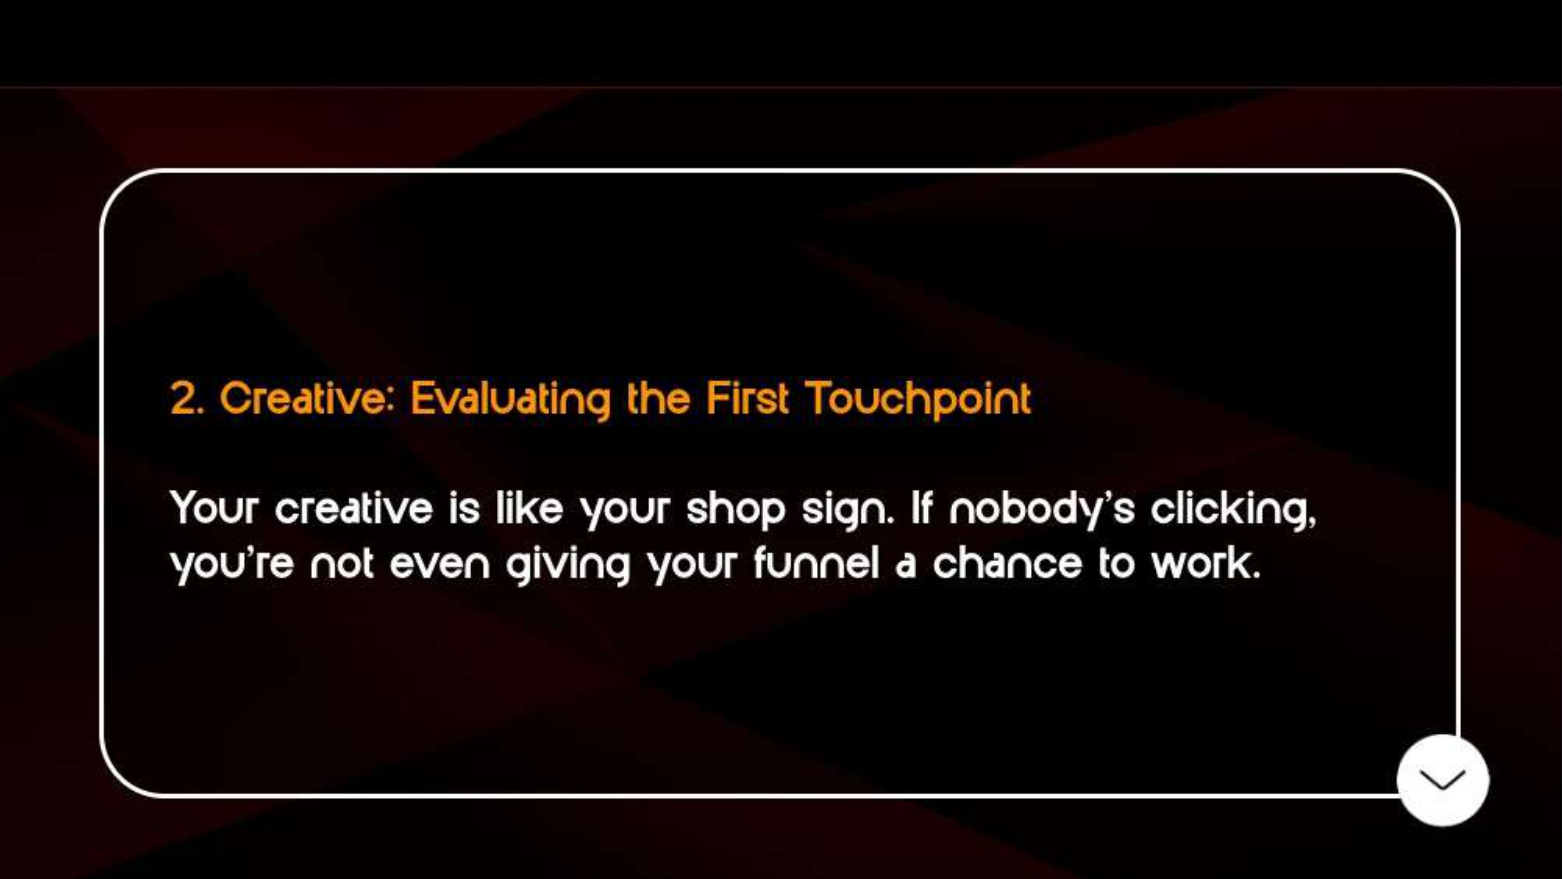 2. Creative: Evaluating the First Touchpoint
Your creative is like your shop sign. If nobody’s clicking,
you’re not even giving your funnel a chance to work.